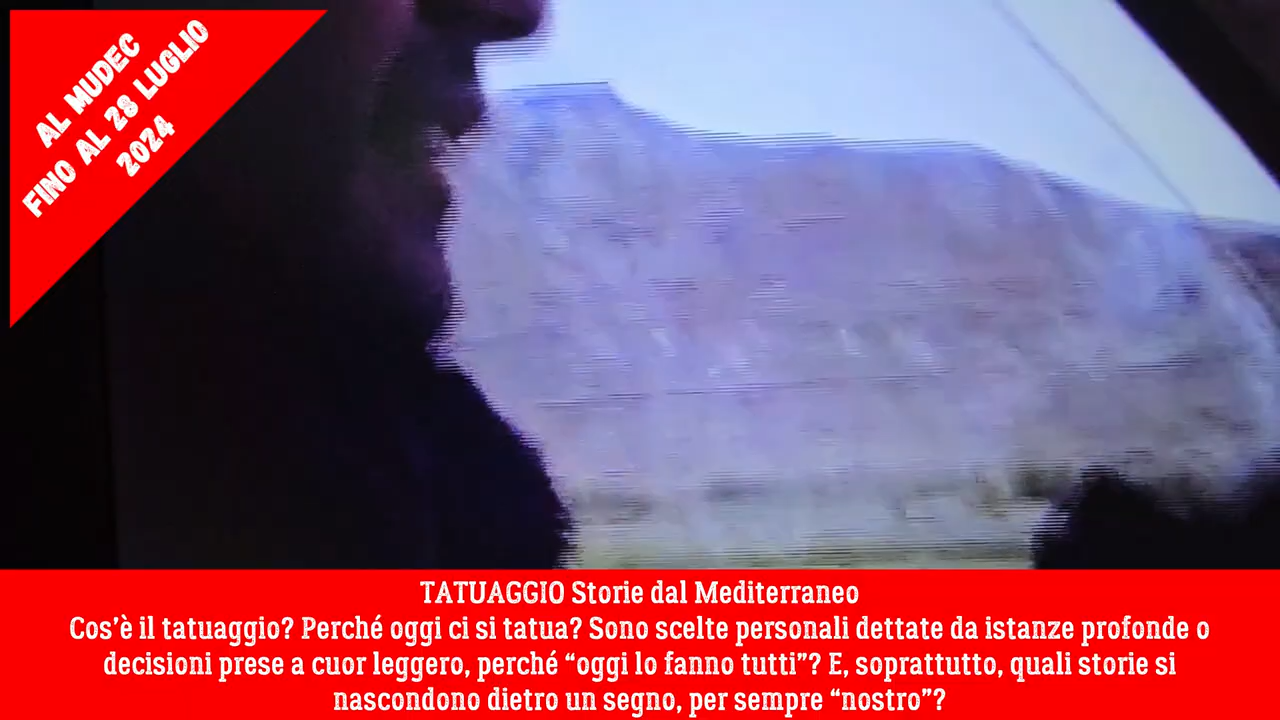 AL MUDEC
FINO AL 28 LUGLIO
2024
TATUAGGIO Storie dal Mediterraneo
Cos’è il tatuaggio? Perché oggi ci si tatua? Sono scelte personali dettate da istanze profonde o
decisioni prese a cuor leggero, perché “oggi lo fanno tutti”? E, soprattutto, quali storie si
nascondono dietro un segno, per sempre “nostro”?